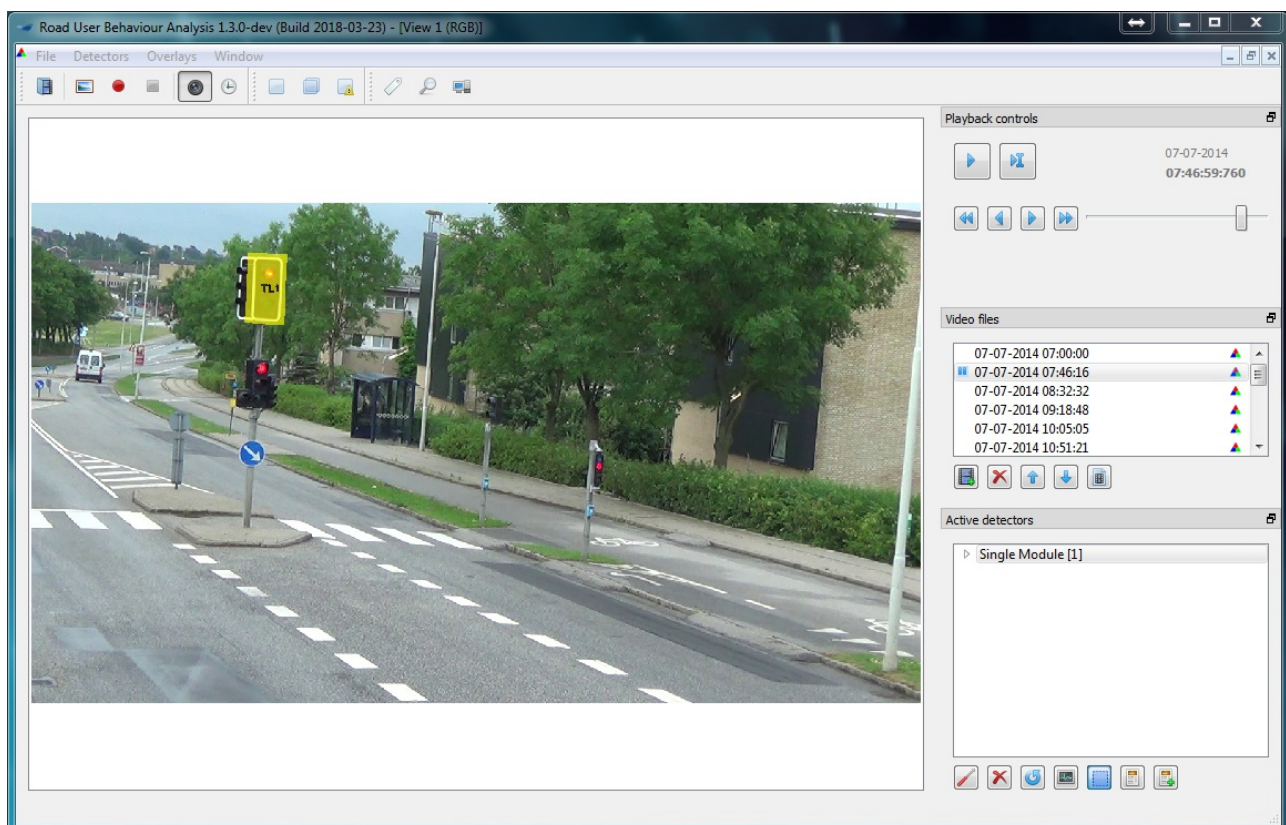 Road User Behaviour Analysis 1.3.0-dev (Build 2018-03-23) - [View 1 (RGB)]
File Detectors Overlays Window
Playback controls
07-07-2014
07:46:59:760
TL1
Video files
07-07-2014 07:00:00
07-07-2014 07:46:16
07-07-2014 08:32:32
07-07-2014 09:18:48
07-07-2014 10:05:05
07-07-2014 10:51:21
Active detectors
Single Module [1]